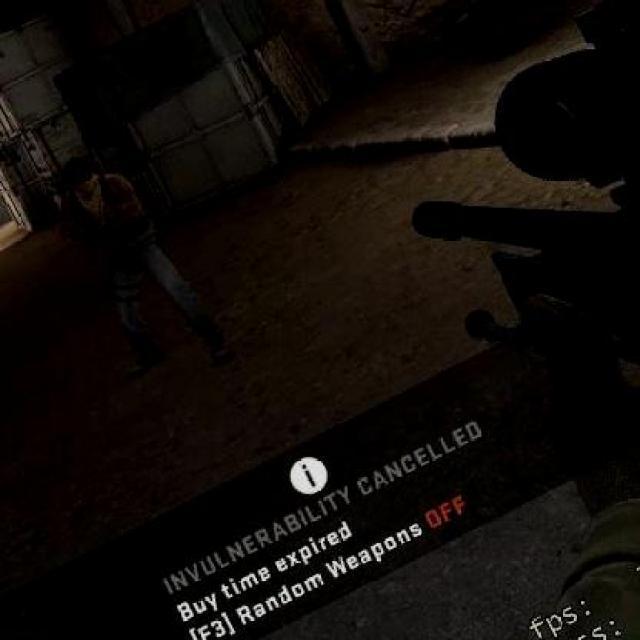 i
INVULNERABILITY CANCELLED
Buy time expired
[F3] Random Weapons OFF
fps: